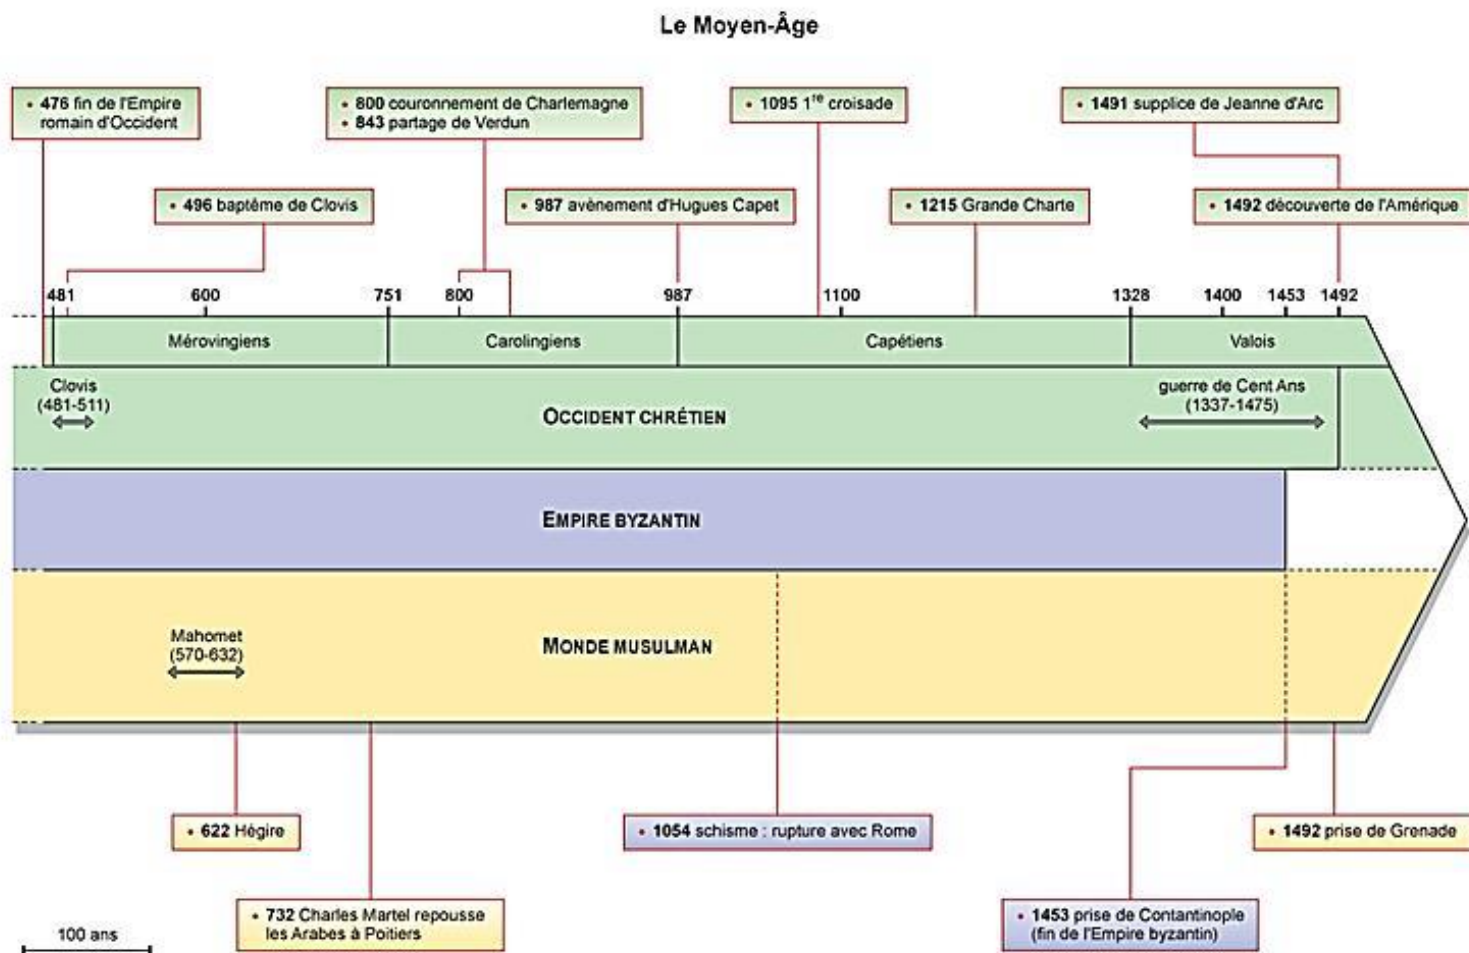 Le Moyen-Âge
• 476 fin de l'Empire
romain d'Occident
• 800 couronnement de Charlemagne
• 843 partage de Verdun
• 1095 1re croisade
• 1491 supplice de Jeanne d'Arc
• 496 baptême de Clovis
• 987 avènement d'Hugues Capet
• 1215 Grande Charte
• 1492 découverte de l'Amérique
481 600 751 800 987 1100 1328 1400 1453 1492
Mérovingiens Carolingiens Capétiens Valois
Clovis
(481-511)
guerre de Cent Ans
(1337-1475)
OCCIDENT CHRÉTIEN
EMPIRE BYZANTIN
Mahomet
(570-632)
MONDE MUSULMAN
• 622 Hégire
• 1054 schisme : rupture avec Rome
• 1492 prise de Grenade
• 732 Charles Martel repousse
les Arabes à Poitiers
• 1453 prise de Contantinople
(fin de l'Empire byzantin)
100 ans